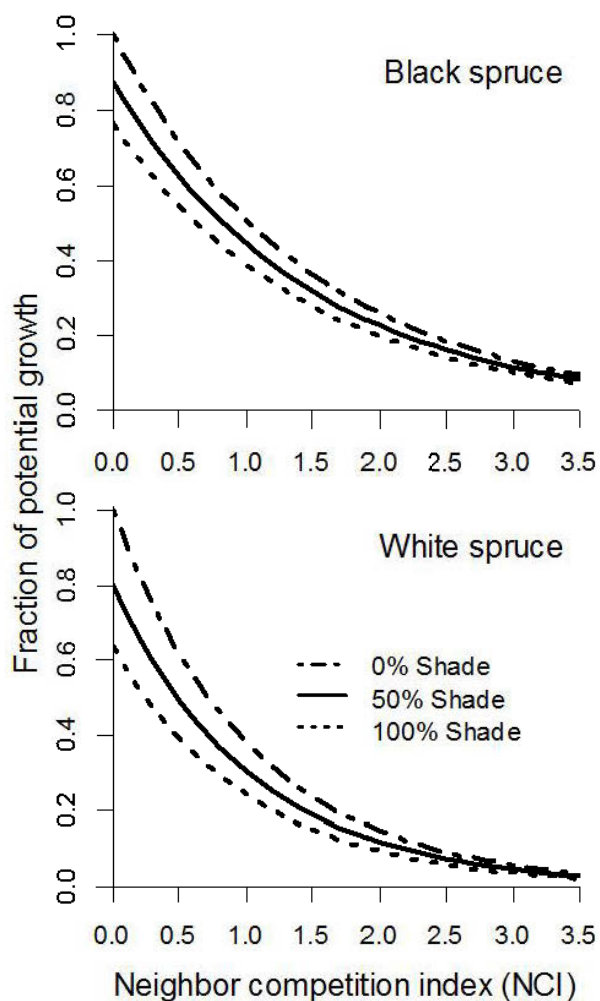 Black spruce
1.0
0.8
0.6
0.4
0.2
0.0
0.0 0.5 1.0 1.5 2.0 2.5 3.0 3.5
Fraction of potential growth
White spruce
1.0
0.8
0.6
0.4
0.2
0.0
0% Shade
50% Shade
100% Shade
0.0 0.5 1.0 1.5 2.0 2.5 3.0 3.5
Neighbor competition index (NCI)